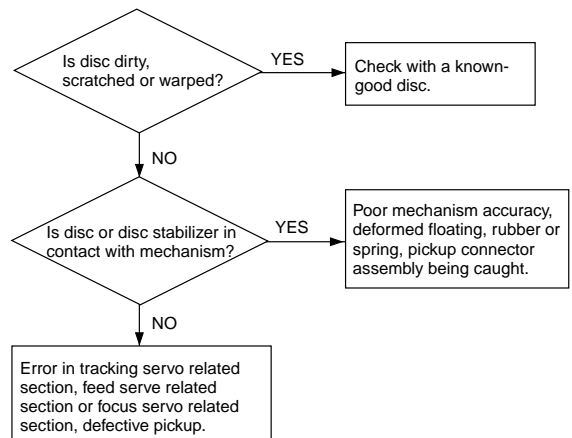 Is disc dirty,
scratched or warped?
YES
Check with a known-
good disc.
NO
Is disc or disc stabilizer in
contact with mechanism?
YES
Poor mechanism accuracy,
deformed floating, rubber or
spring, pickup connector
assembly being caught.
NO
Error in tracking servo related
section, feed serve related
section or focus servo related
section, defective pickup.